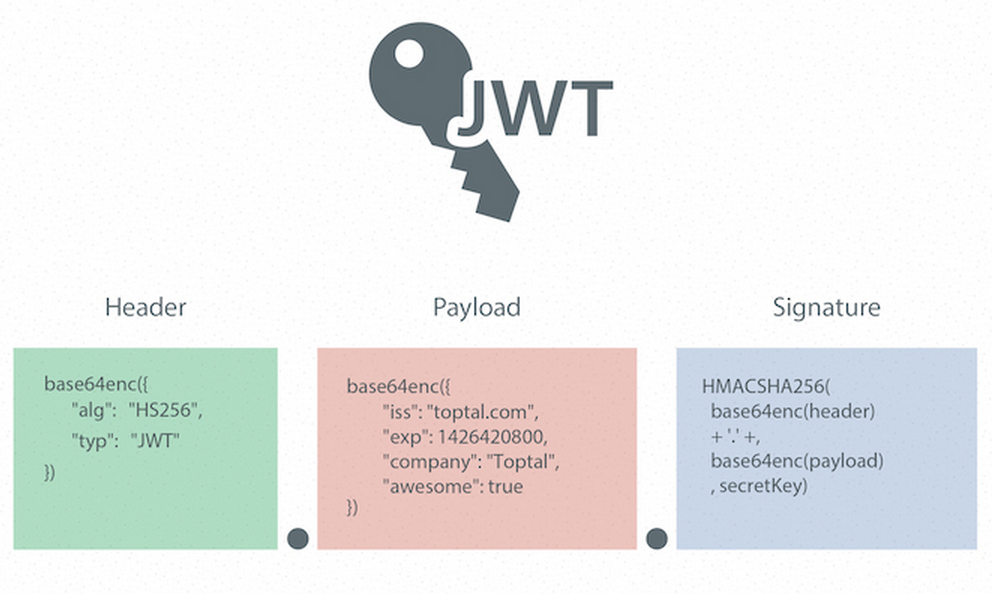 JWT
Header
base64enc({
"alg": "HS256",
"typ": "JWT"
})
Payload
base64enc({
"iss": "toptal.com",
"exp": 1426420800,
"company": "Toptal",
"awesome": true
})
Signature
HMACSHA256(
base64enc(header)
+ '.' +,
base64enc(payload)
, secretKey)